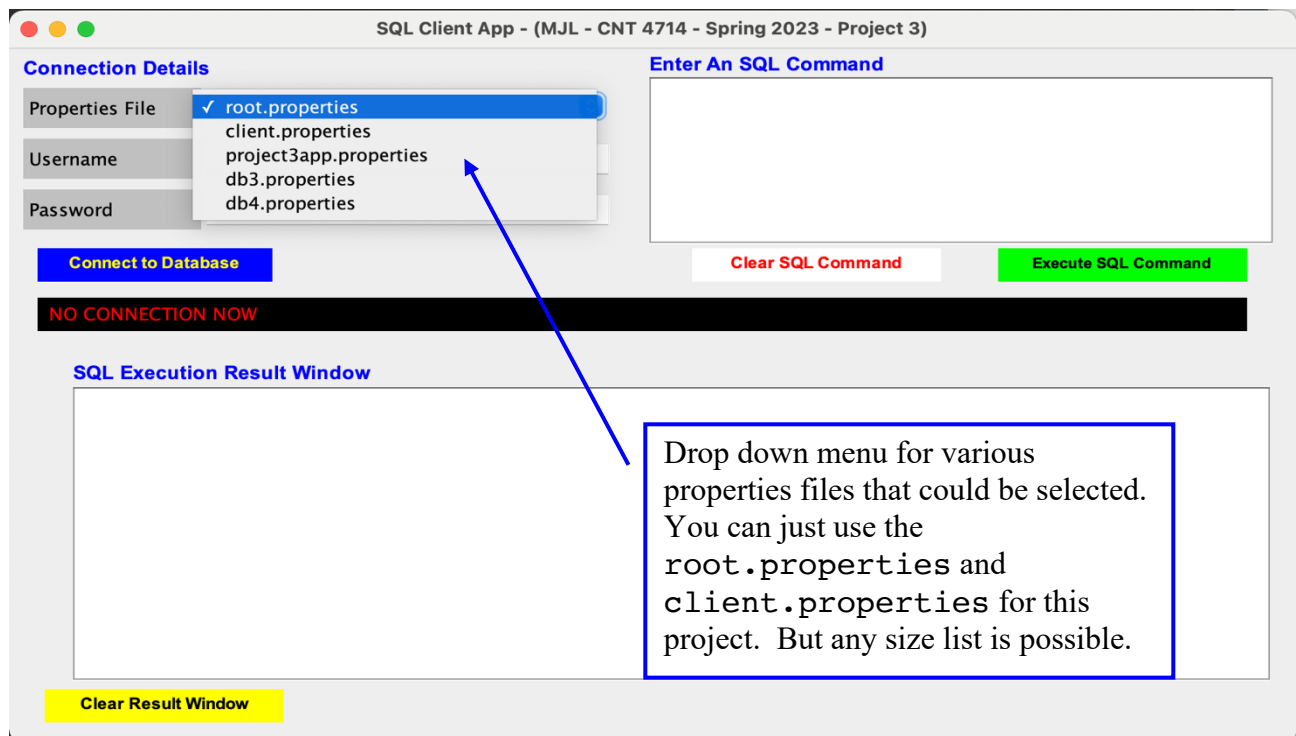 SQL Client App - (MJL - CNT 4714 - Spring 2023 - Project 3)
Connection Details
Enter An SQL Command
Properties File
✓ root.properties
client.properties
project3app.properties
db3.properties
db4.properties
Username
Password
Connect to Database
Clear SQL Command
Execute SQL Command
NO CONNECTION NOW
SQL Execution Result Window
Drop down menu for various
properties files that could be selected.
You can just use the
root.properties and
client.properties for this
project. But any size list is possible.
Clear Result Window